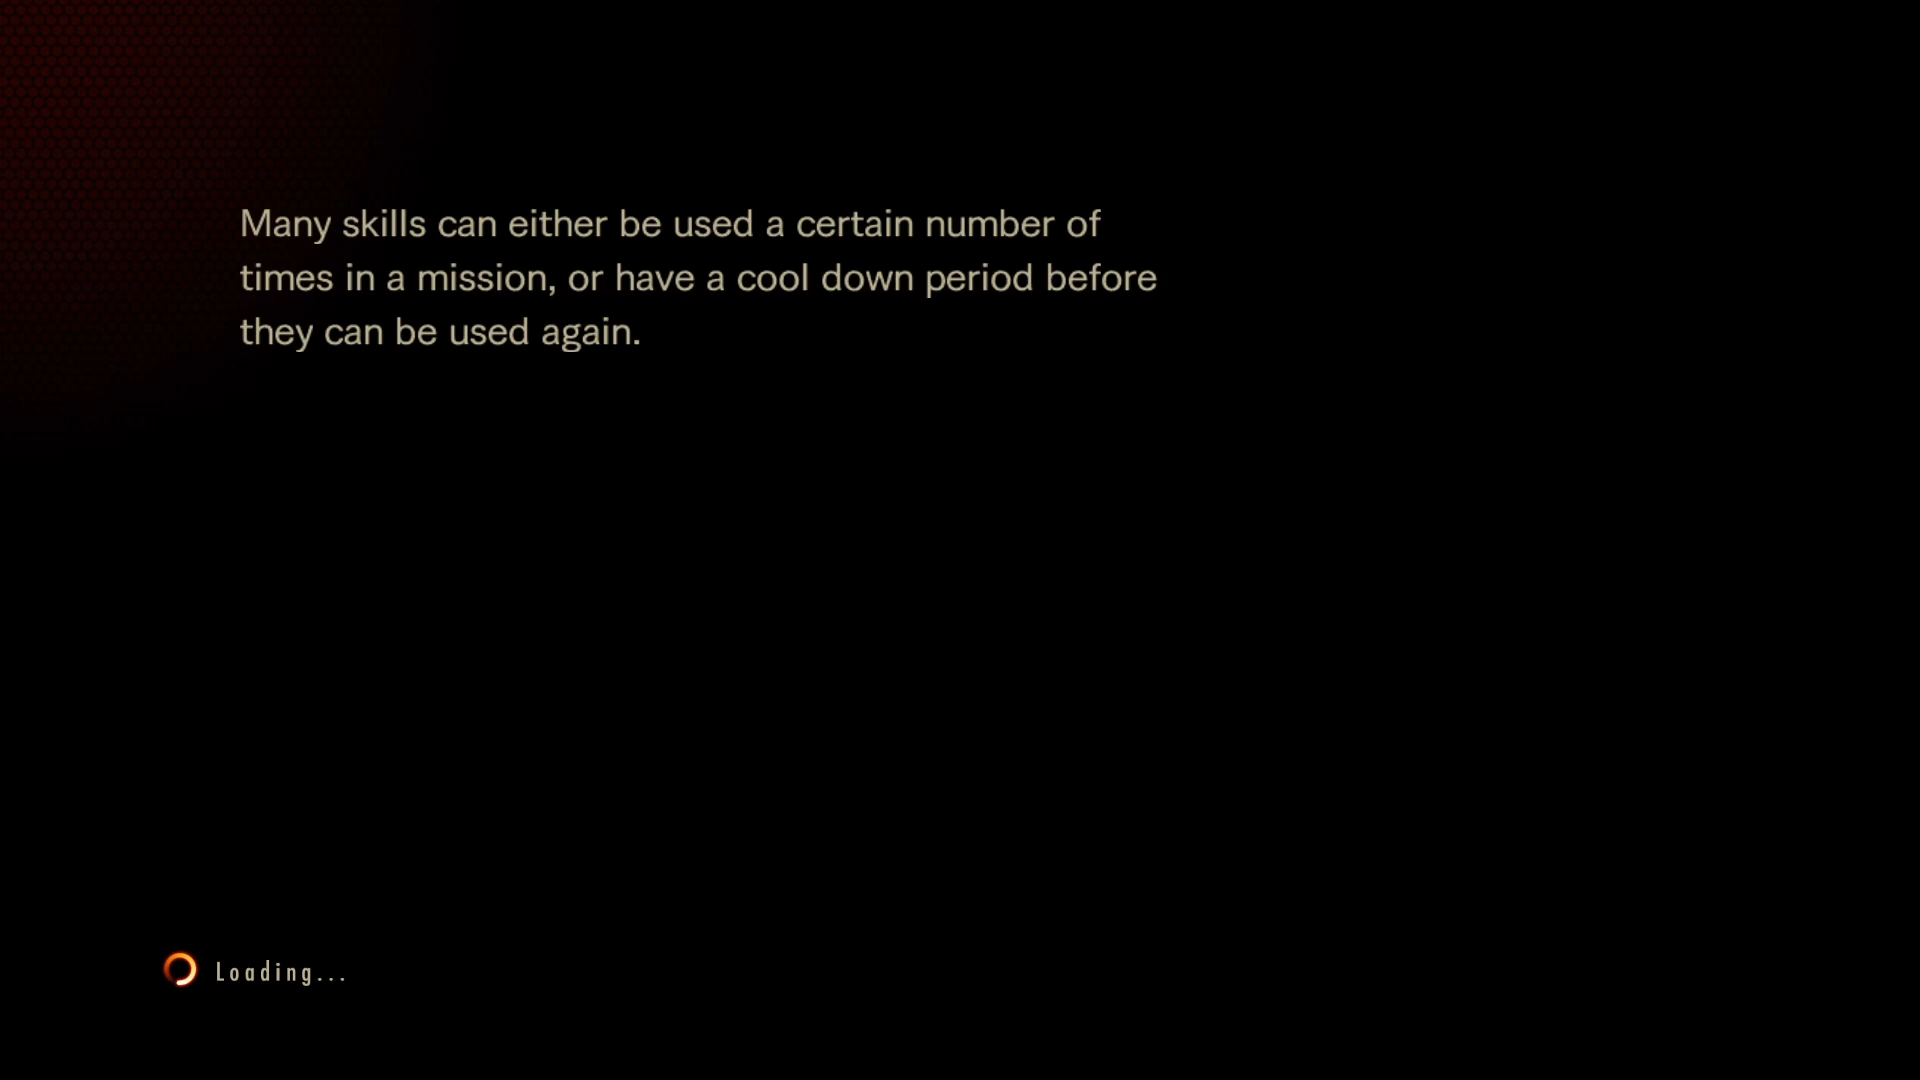 Many skills can either be used a certain number of
times in a mission, or have a cool down period before
they can be used again.
Loading...